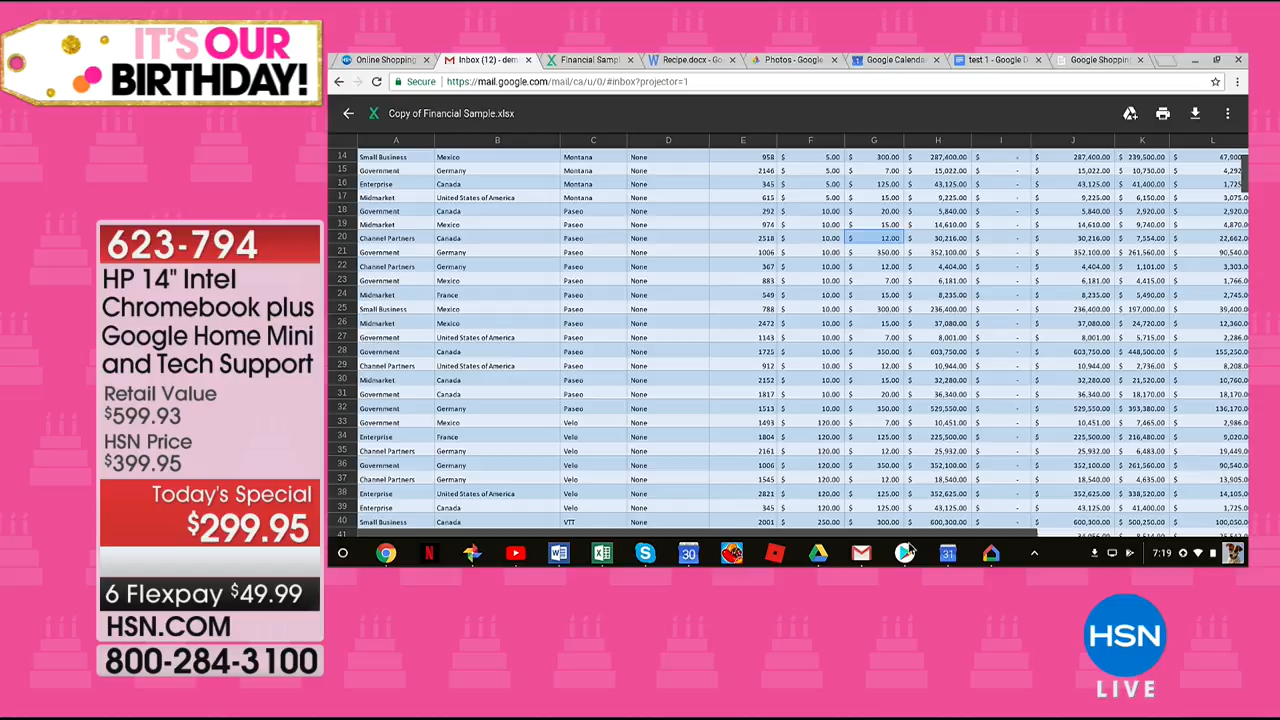 IT'S OUR
BIRTHDAY!
623-794
HP 14" Intel
Chromebook plus
Google Home Mini
and Tech Support
Retail Value
$599.93
HSN Price
$399.95
Today's Special
$299.95
6 Flexpay $49.99
HSN.COM
800-284-3100
Online Shopping Inbox (12) - dem Financial Samp Recipe.docx - Go Photos - Google Google Calenda test 1 - Google D Google Shopping
Secure https://mail.google.com/mail/ca/u/0/#inbox?projector=1
Copy of Financial Sample.xlsx
A B C D E F G H I J K L
14 Small Business Mexico Montana None 958 $ 5.00 $ 300.00 $ 287,400.00 $ - $ 287,400.00 $ 239,500.00 $ 47,900
15 Government Germany Montana None 2146 $ 5.00 $ 7.00 $ 15,022.00 $ - $ 15,022.00 $ 10,730.00 $ 4,292
16 Enterprise Canada Montana None 345 $ 5.00 $ 125.00 $ 43,125.00 $ - $ 43,125.00 $ 41,400.00 $ 1,725
17 Midmarket United States of America Montana None 615 $ 5.00 $ 15.00 $ 9,225.00 $ - $ 9,225.00 $ 6,150.00 $ 3,075.0
18 Government Canada Paseo None 292 $ 10.00 $ 20.00 $ 5,840.00 $ - $ 5,840.00 $ 2,920.00 $ 2,920.0
19 Midmarket Mexico Paseo None 974 $ 10.00 $ 15.00 $ 14,610.00 $ - $ 14,610.00 $ 9,740.00 $ 4,870.0
20 Channel Partners Canada Paseo None 2518 $ 10.00 $ 12.00 $ 30,216.00 $ - $ 30,216.00 $ 7,554.00 $ 22,662.0
21 Government Germany Paseo None 1006 $ 10.00 $ 350.00 $ 352,100.00 $ - $ 352,100.00 $ 261,560.00 $ 90,540.0
22 Channel Partners Germany Paseo None 367 $ 10.00 $ 12.00 $ 4,404.00 $ - $ 4,404.00 $ 1,101.00 $ 3,303.0
23 Government Mexico Paseo None 883 $ 10.00 $ 7.00 $ 6,181.00 $ - $ 6,181.00 $ 4,415.00 $ 1,766.0
24 Midmarket France Paseo None 549 $ 10.00 $ 15.00 $ 8,235.00 $ - $ 8,235.00 $ 5,490.00 $ 2,745.0
25 Small Business Mexico Paseo None 788 $ 10.00 $ 300.00 $ 236,400.00 $ - $ 236,400.00 $ 197,000.00 $ 39,400.0
26 Midmarket Mexico Paseo None 2472 $ 10.00 $ 15.00 $ 37,080.00 $ - $ 37,080.00 $ 24,720.00 $ 12,360.0
27 Government United States of America Paseo None 1143 $ 10.00 $ 7.00 $ 8,001.00 $ - $ 8,001.00 $ 5,715.00 $ 2,286.0
28 Government Canada Paseo None 1725 $ 10.00 $ 350.00 $ 603,750.00 $ - $ 603,750.00 $ 448,500.00 $ 155,250.0
29 Channel Partners United States of America Paseo None 912 $ 10.00 $ 12.00 $ 10,944.00 $ - $ 10,944.00 $ 2,736.00 $ 8,208.0
30 Midmarket Canada Paseo None 2152 $ 10.00 $ 15.00 $ 32,280.00 $ - $ 32,280.00 $ 21,520.00 $ 10,760.0
31 Government Canada Paseo None 1817 $ 10.00 $ 20.00 $ 36,340.00 $ - $ 36,340.00 $ 18,170.00 $ 18,170.0
32 Government Germany Paseo None 1513 $ 10.00 $ 350.00 $ 529,550.00 $ - $ 529,550.00 $ 393,380.00 $ 136,170.0
33 Government Mexico Velo None 1493 $ 120.00 $ 7.00 $ 10,451.00 $ - $ 10,451.00 $ 7,465.00 $ 2,986.0
34 Enterprise France Velo None 1804 $ 120.00 $ 125.00 $ 225,500.00 $ - $ 225,500.00 $ 216,480.00 $ 9,020.0
35 Channel Partners Germany Velo None 2161 $ 120.00 $ 12.00 $ 25,932.00 $ - $ 25,932.00 $ 6,483.00 $ 19,449.0
36 Government Germany Velo None 1006 $ 120.00 $ 350.00 $ 352,100.00 $ - $ 352,100.00 $ 261,560.00 $ 90,540.0
37 Channel Partners Germany Velo None 1545 $ 120.00 $ 12.00 $ 18,540.00 $ - $ 18,540.00 $ 4,635.00 $ 13,905.0
38 Enterprise United States of America Velo None 2821 $ 120.00 $ 125.00 $ 352,625.00 $ - $ 352,625.00 $ 338,520.00 $ 14,105.0
39 Enterprise Canada Velo None 345 $ 120.00 $ 125.00 $ 43,125.00 $ - $ 43,125.00 $ 41,400.00 $ 1,725.0
40 Small Business Canada VTT None 2001 $ 250.00 $ 300.00 $ 600,300.00 $ - $ 600,300.00 $ 500,250.00 $ 100,050.0
41
7:19
HSN
LIVE